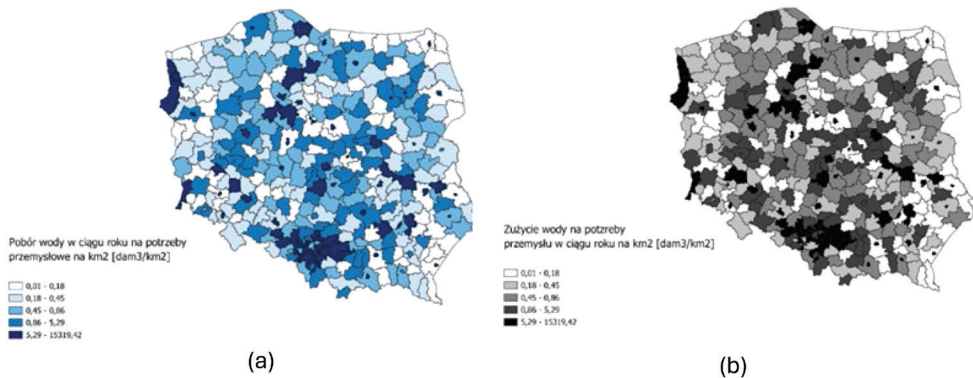 Pobór wody w ciągu roku na potrzeby
przemysłowe na km2 [dam3/km2]
0,01 - 0,18
0,18 - 0,45
0,45 - 0,86
0,86 - 5,29
5,29 - 15319,42
(a)
Zużycie wody na potzreby
przemysłu w ciągu roku na km2 [dam3/km2]
0,01 - 0,18
0,18 - 0,45
0,45 - 0,86
0,86 - 5,29
5,29 - 15319,42
(b)